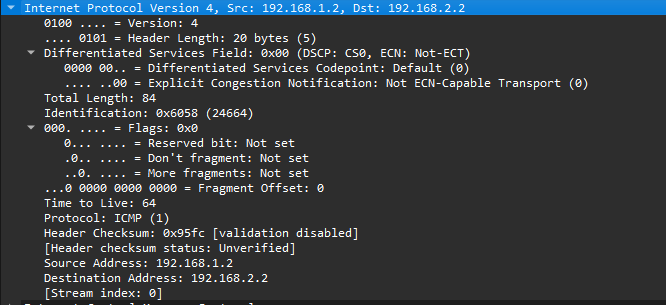 Internet Protocol Version 4, Src: 192.168.1.2, Dst: 192.168.2.2
0100 .... = Version: 4
.... 0101 = Header Length: 20 bytes (5)
Differentiated Services Field: 0x00 (DSCP: CS0, ECN: Not-ECT)
0000 00.. = Differentiated Services Codepoint: Default (0)
.... ..00 = Explicit Congestion Notification: Not ECN-Capable Transport (0)
Total Length: 84
Identification: 0x6058 (24664)
000. .... = Flags: 0x0
0... .... = Reserved bit: Not set
.0.. .... = Don't fragment: Not set
..0. .... = More fragments: Not set
...0 0000 0000 0000 = Fragment Offset: 0
Time to Live: 64
Protocol: ICMP (1)
Header Checksum: 0x95fc [validation disabled]
[Header checksum status: Unverified]
Source Address: 192.168.1.2
Destination Address: 192.168.2.2
[Stream index: 0]